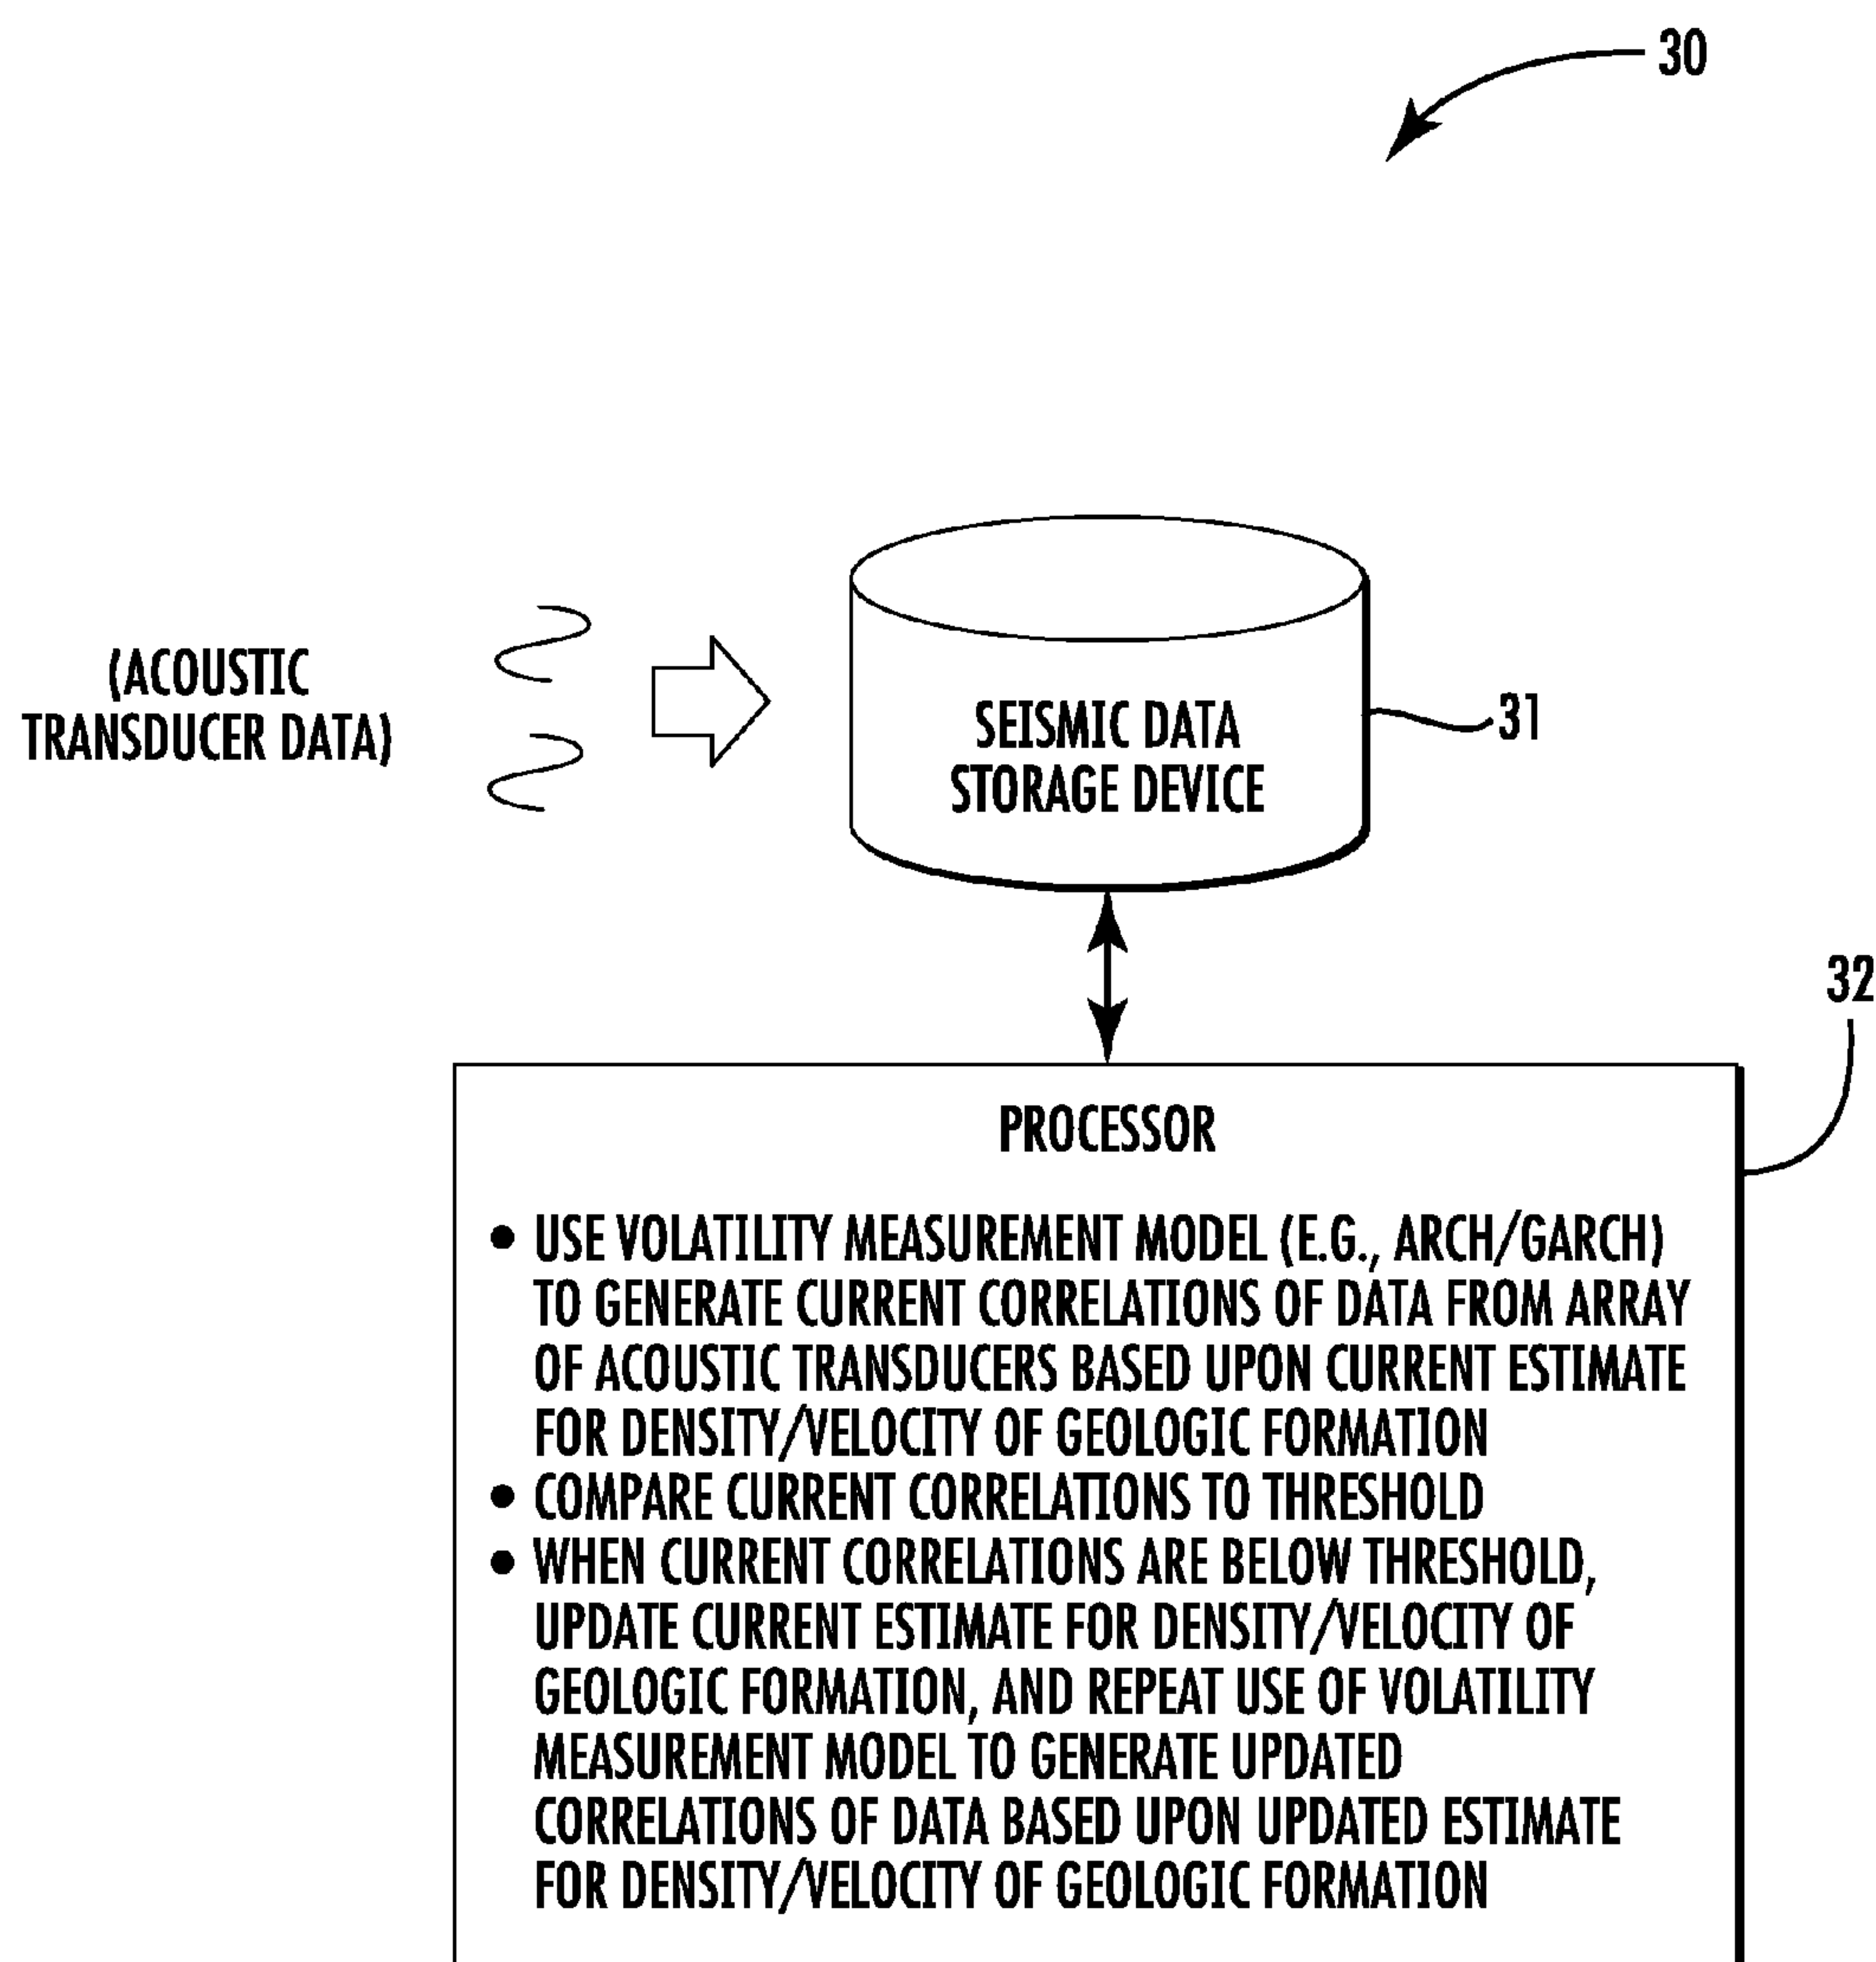 30
(ACOUSTIC
TRANSDUCER DATA)
SEISMIC DATA
STORAGE DEVICE
31
32
PROCESSOR
• USE VOLATILITY MEASUREMENT MODEL (E.G., ARCH/GARCH)
TO GENERATE CURRENT CORRELATIONS OF DATA FROM ARRAY
OF ACOUSTIC TRANSDUCERS BASED UPON CURRENT ESTIMATE
FOR DENSITY/VELOCITY OF GEOLOGIC FORMATION
• COMPARE CURRENT CORRELATIONS TO THRESHOLD
• WHEN CURRENT CORRELATIONS ARE BELOW THRESHOLD,
UPDATE CURRENT ESTIMATE FOR DENSITY/VELOCITY OF
GEOLOGIC FORMATION, AND REPEAT USE OF VOLATILITY
MEASUREMENT MODEL TO GENERATE UPDATED
CORRELATIONS OF DATA BASED UPON UPDATED ESTIMATE
FOR DENSITY/VELOCITY OF GEOLOGIC FORMATION